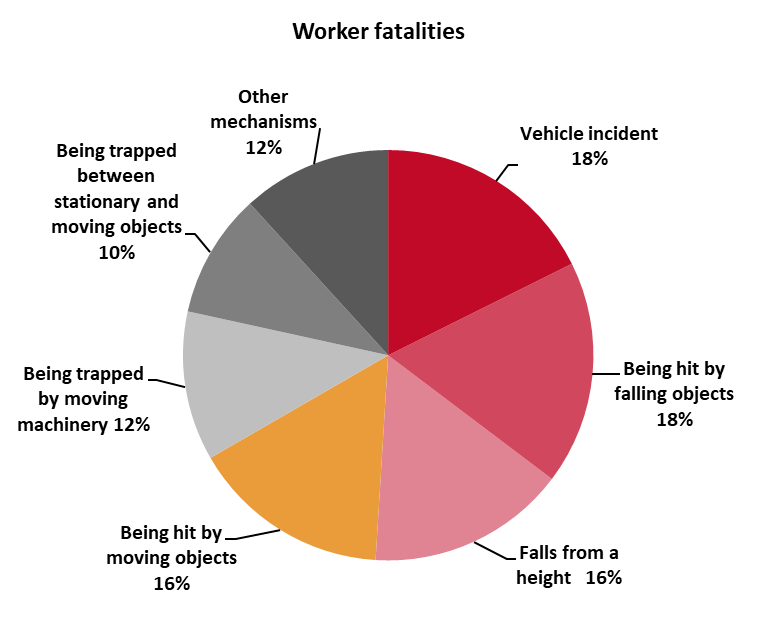 Worker fatalities
Vehicle incident
18%
Being hit by
falling objects
18%
Falls from a
height 16%
Being hit by
moving objects
16%
Being trapped
by moving
machinery 12%
Being trapped
between
stationary and
moving objects
10%
Other
mechanisms
12%